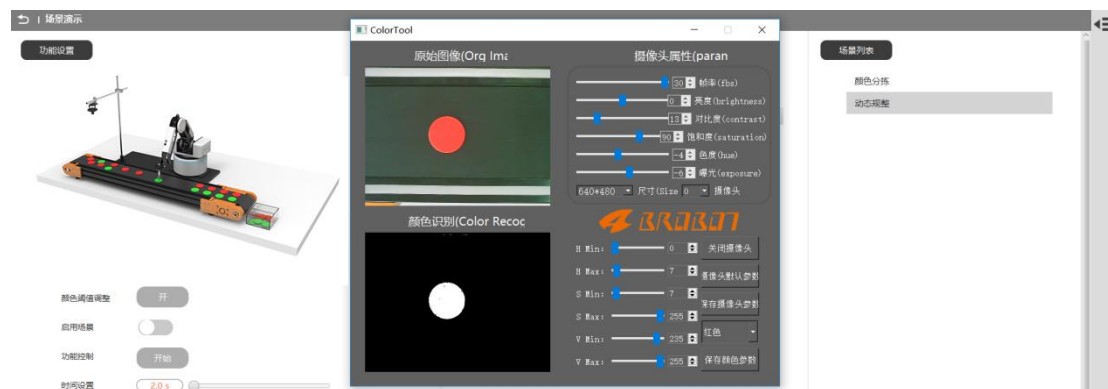 场景演示
功能设置
颜色阈值调整
开
启用场景
功能控制
开始
时间设置
2.0 s
ColorTool
原始图像(Org Ima
摄像头属性(paran
30 帧率(fbs)
0 亮度(brightness)
13 对比度(contrast)
90 饱和度(saturation)
-4 色度(hue)
-6 曝光(exposure)
640*480 尺寸(Size 0 摄像头
颜色识别(Color Recoc
BROBOT
H Min: 0 关闭摄像头
H Max: 7 摄像头默认参数
S Min: 7 保存摄像头参数
S Max: 255
红色
V Min: 235
V Max: 255 保存颜色参数
场景列表
颜色分拣
动态规整